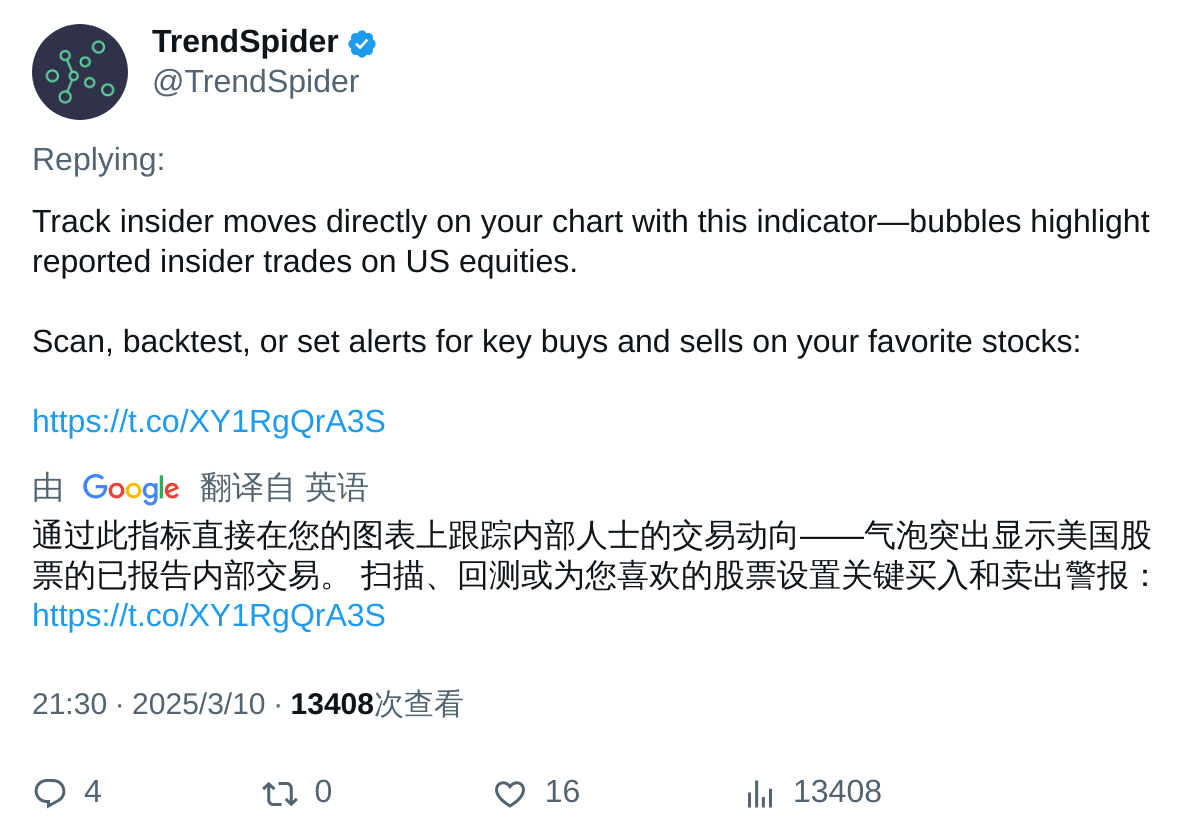 TrendSpider
@TrendSpider
Replying:
Track insider moves directly on your chart with this indicator—bubbles highlight
reported insider trades on US equities.
Scan, backtest, or set alerts for key buys and sells on your favorite stocks:
https://t.co/XY1RgQrA3S
由 Google 翻译自 英语
通过此指标直接在您的图表上跟踪内部人士的交易动向——气泡突出显示美国股
票的已报告内部交易。 扫描、回测或为您喜欢的股票设置关键买入和卖出警报：
https://t.co/XY1RgQrA3S
21:30 · 2025/3/10 · 13408次查看
4 0 16 13408